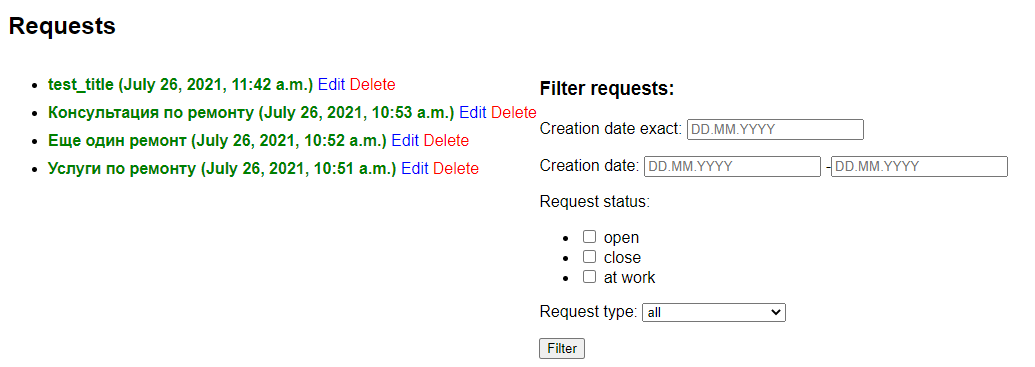 Requests
test_title (July 26, 2021, 11:42 a.m.) Edit Delete
Консультация по ремонту (July 26, 2021, 10:53 a.m.) Edit Delete
Еще один ремонт (July 26, 2021, 10:52 a.m.) Edit Delete
Услуги по ремонту (July 26, 2021, 10:51 a.m.) Edit Delete
Filter requests:
Creation date exact: DD.MM.YYYY
Creation date: DD.MM.YYYY -DD.MM.YYYY
Request status:
open
close
at work
Request type: all
Filter